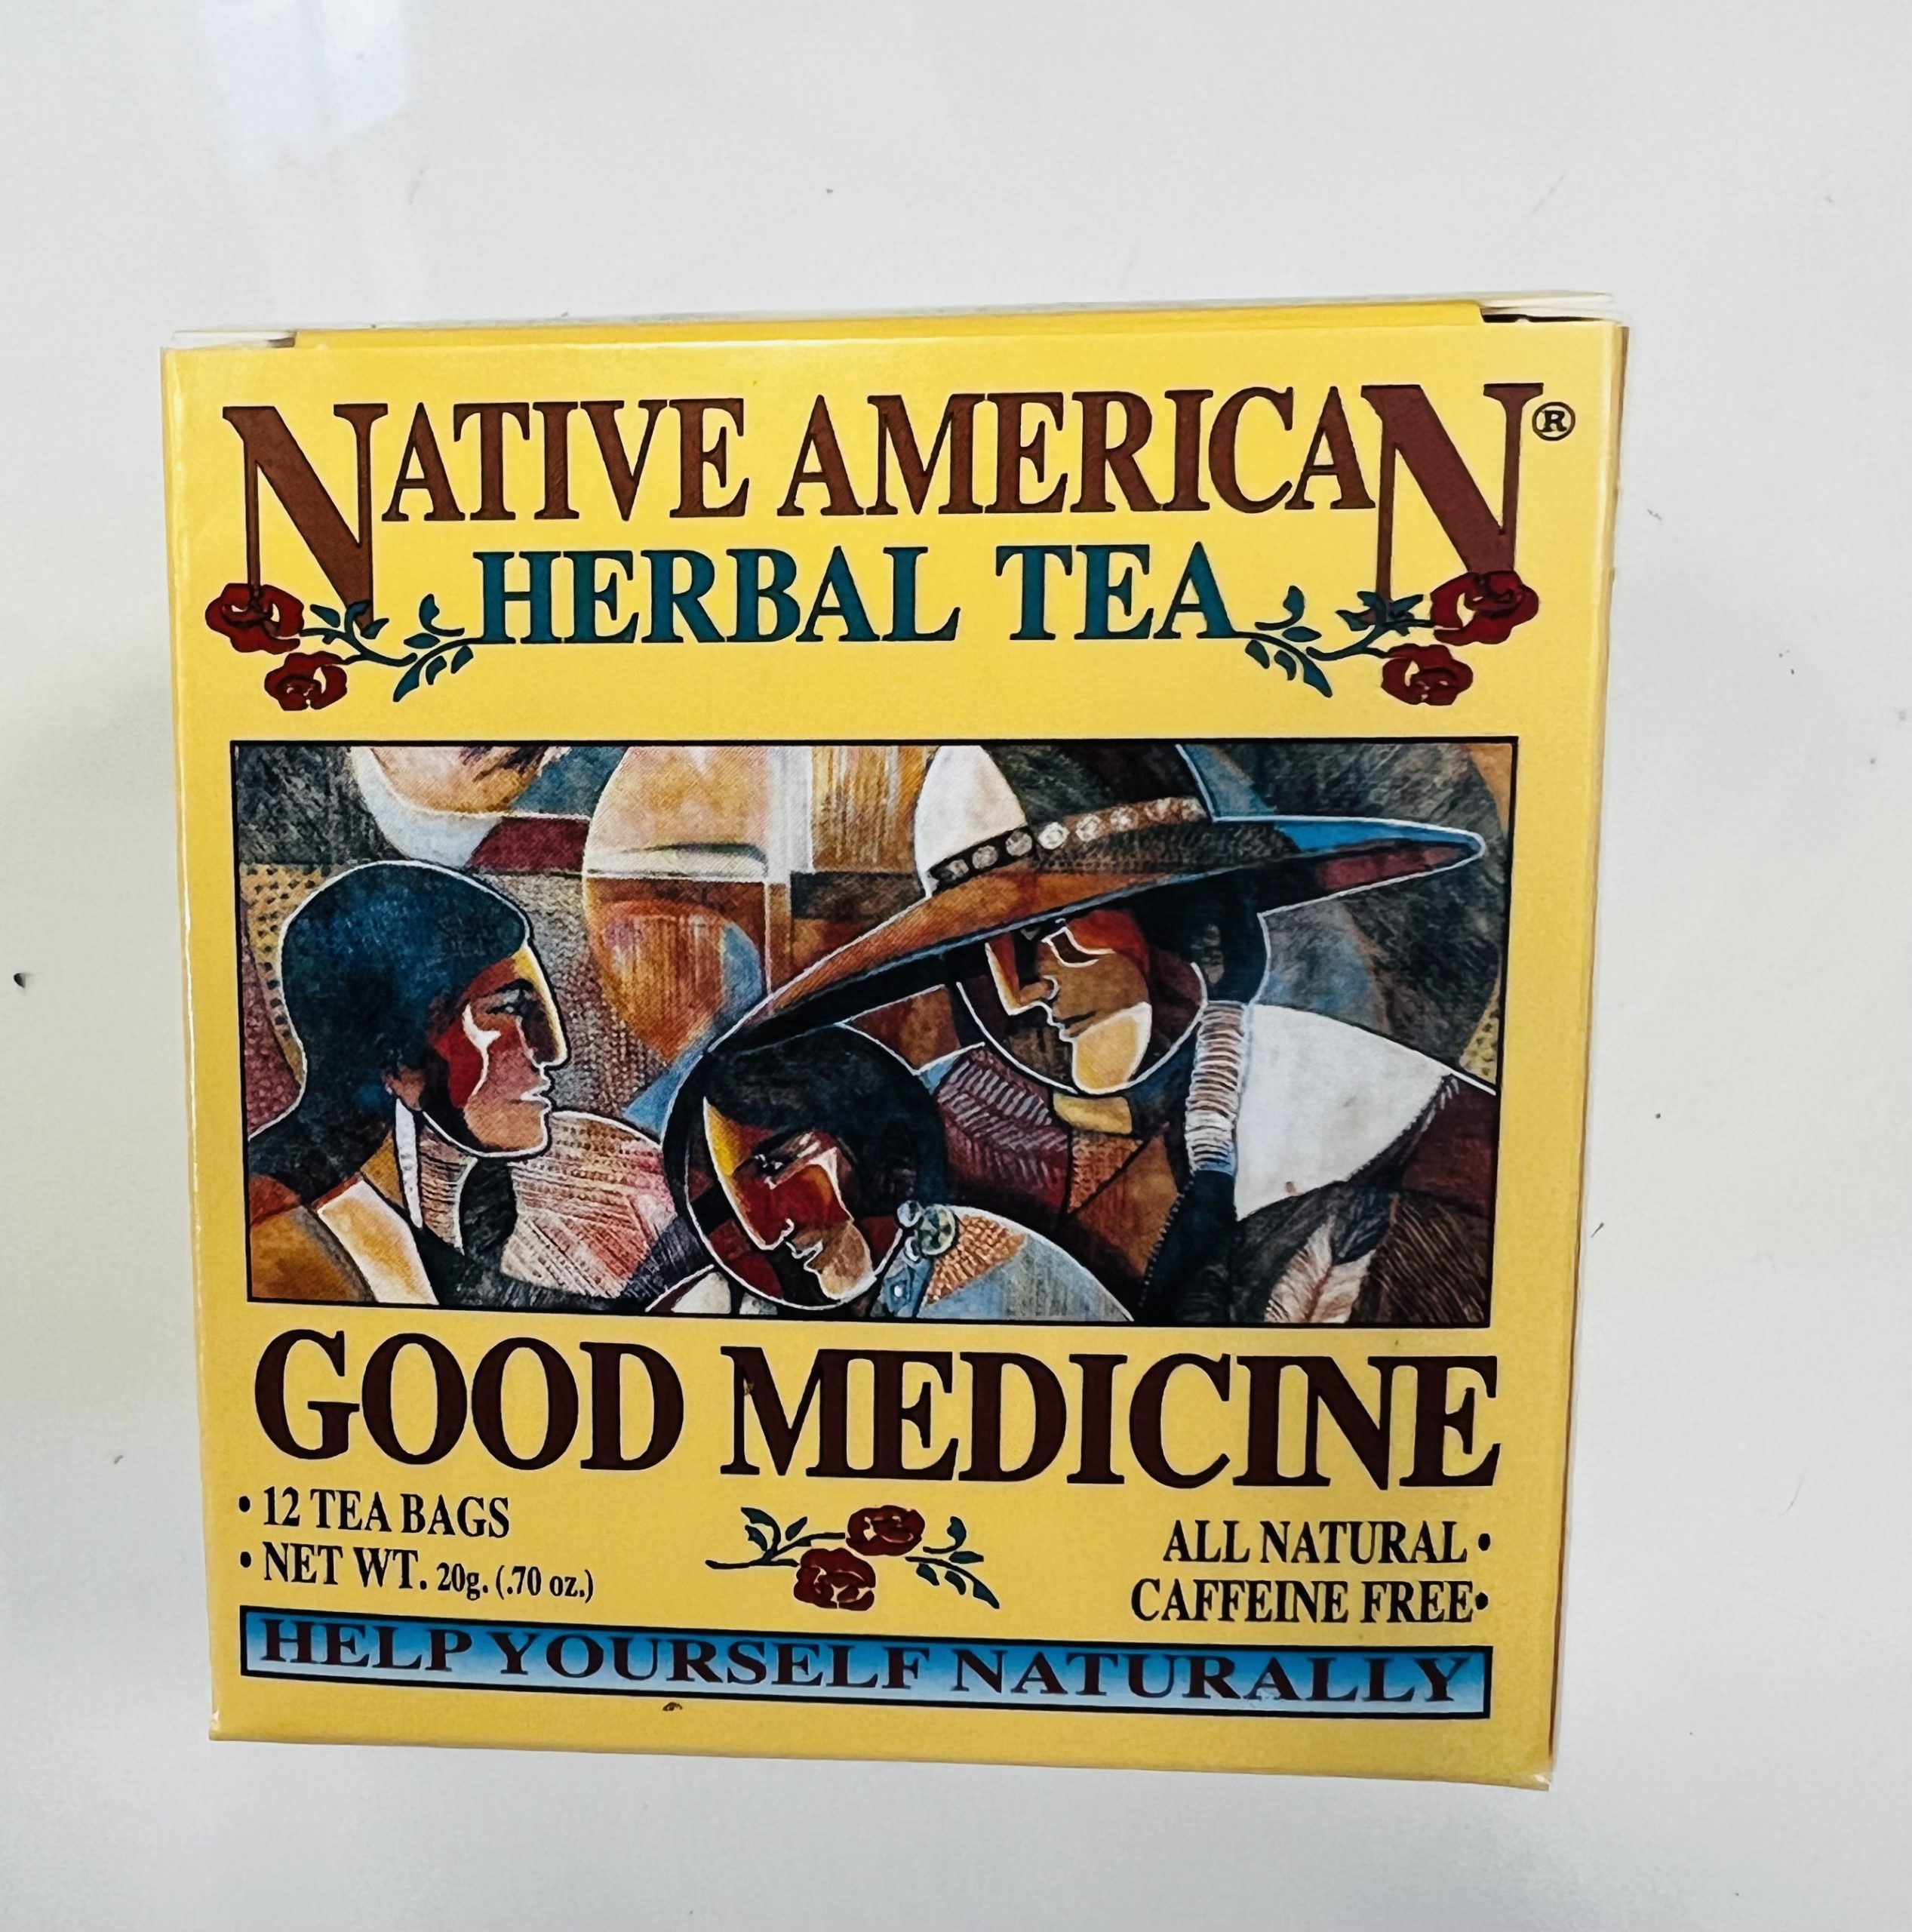 NATIVE AMERICAN®
HERBAL TEA
GOOD MEDICINE
• 12 TEA BAGS
• NET WT. 20g. (.70 oz.)
ALL NATURAL •
CAFFEINE FREE•
HELP YOURSELF NATURALLY